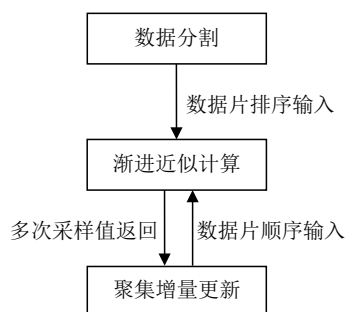 数据分割
数据片排序输入
渐进近似计算
多次采样值返回
数据片顺序输入
聚集增量更新